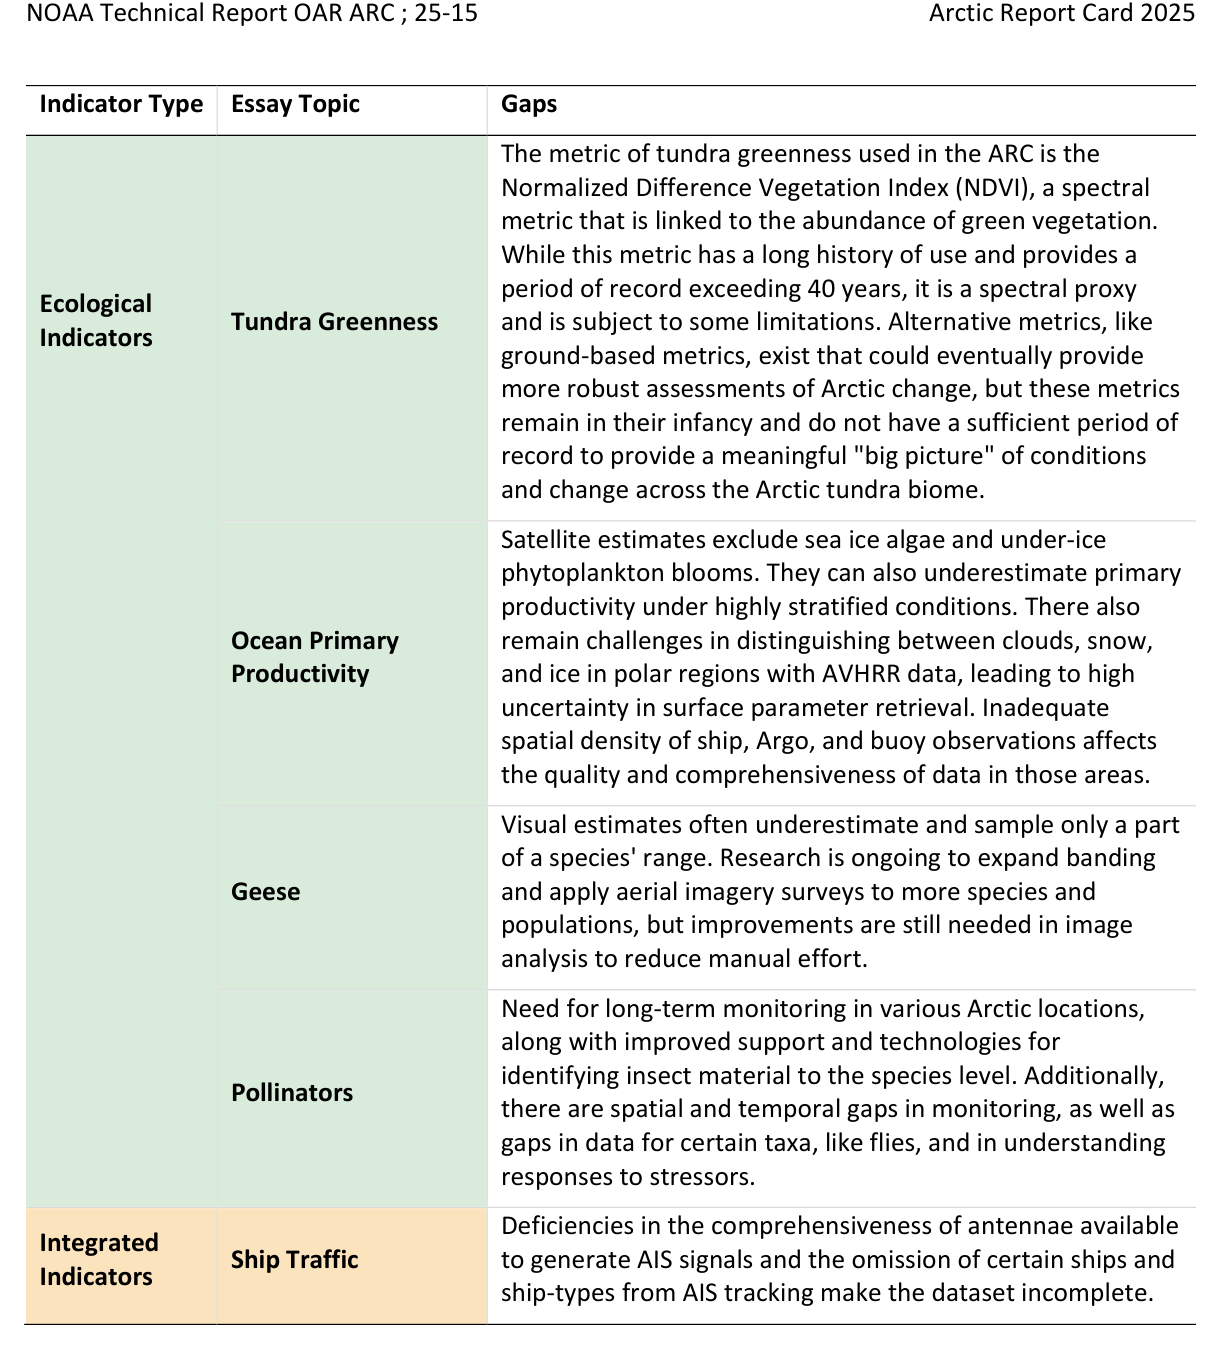 NOAA Technical Report OAR ARC ; 25-15
Arctic Report Card 2025
Indicator Type
Essay Topic
Gaps
Ecological
Indicators
Tundra Greenness
The metric of tundra greenness used in the ARC is the
Normalized Difference Vegetation Index (NDVI), a spectral
metric that is linked to the abundance of green vegetation.
While this metric has a long history of use and provides a
period of record exceeding 40 years, it is a spectral proxy
and is subject to some limitations. Alternative metrics, like
ground-based metrics, exist that could eventually provide
more robust assessments of Arctic change, but these metrics
remain in their infancy and do not have a sufficient period of
record to provide a meaningful "big picture" of conditions
and change across the Arctic tundra biome.
Ocean Primary
Productivity
Satellite estimates exclude sea ice algae and under-ice
phytoplankton blooms. They can also underestimate primary
productivity under highly stratified conditions. There also
remain challenges in distinguishing between clouds, snow,
and ice in polar regions with AVHRR data, leading to high
uncertainty in surface parameter retrieval. Inadequate
spatial density of ship, Argo, and buoy observations affects
the quality and comprehensiveness of data in those areas.
Geese
Visual estimates often underestimate and sample only a part
of a species' range. Research is ongoing to expand banding
and apply aerial imagery surveys to more species and
populations, but improvements are still needed in image
analysis to reduce manual effort.
Pollinators
Need for long-term monitoring in various Arctic locations,
along with improved support and technologies for
identifying insect material to the species level. Additionally,
there are spatial and temporal gaps in monitoring, as well as
gaps in data for certain taxa, like flies, and in understanding
responses to stressors.
Integrated
Indicators
Ship Traffic
Deficiencies in the comprehensiveness of antennae available
to generate AIS signals and the omission of certain ships and
ship-types from AIS tracking make the dataset incomplete.